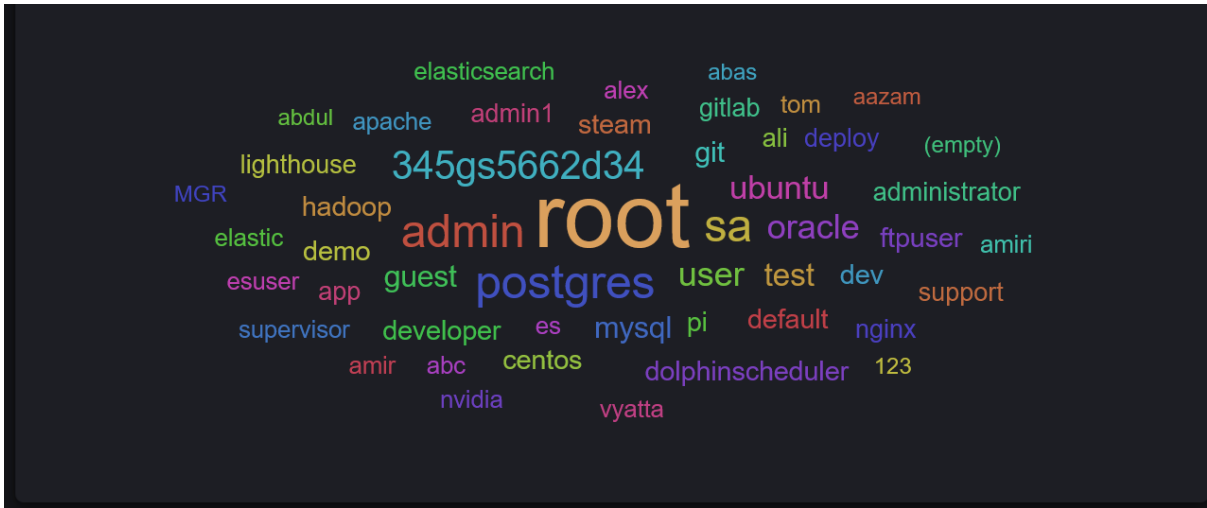 elasticsearch
abas
alex
aazam
gitlab
tom
abdul
apache
admin1
steam
ali
deploy
(empty)
lighthouse
345gs5662d34
git
MGR
ubuntu
administrator
hadoop
admin
root
sa
oracle
ftpuser
amiri
elastic
demo
esuser
app
guest
postgres
user
test
dev
support
supervisor
developer
es
mysql
pi
default
nginx
amir
abc
centos
dolphinscheduler
123
nvidia
vyatta